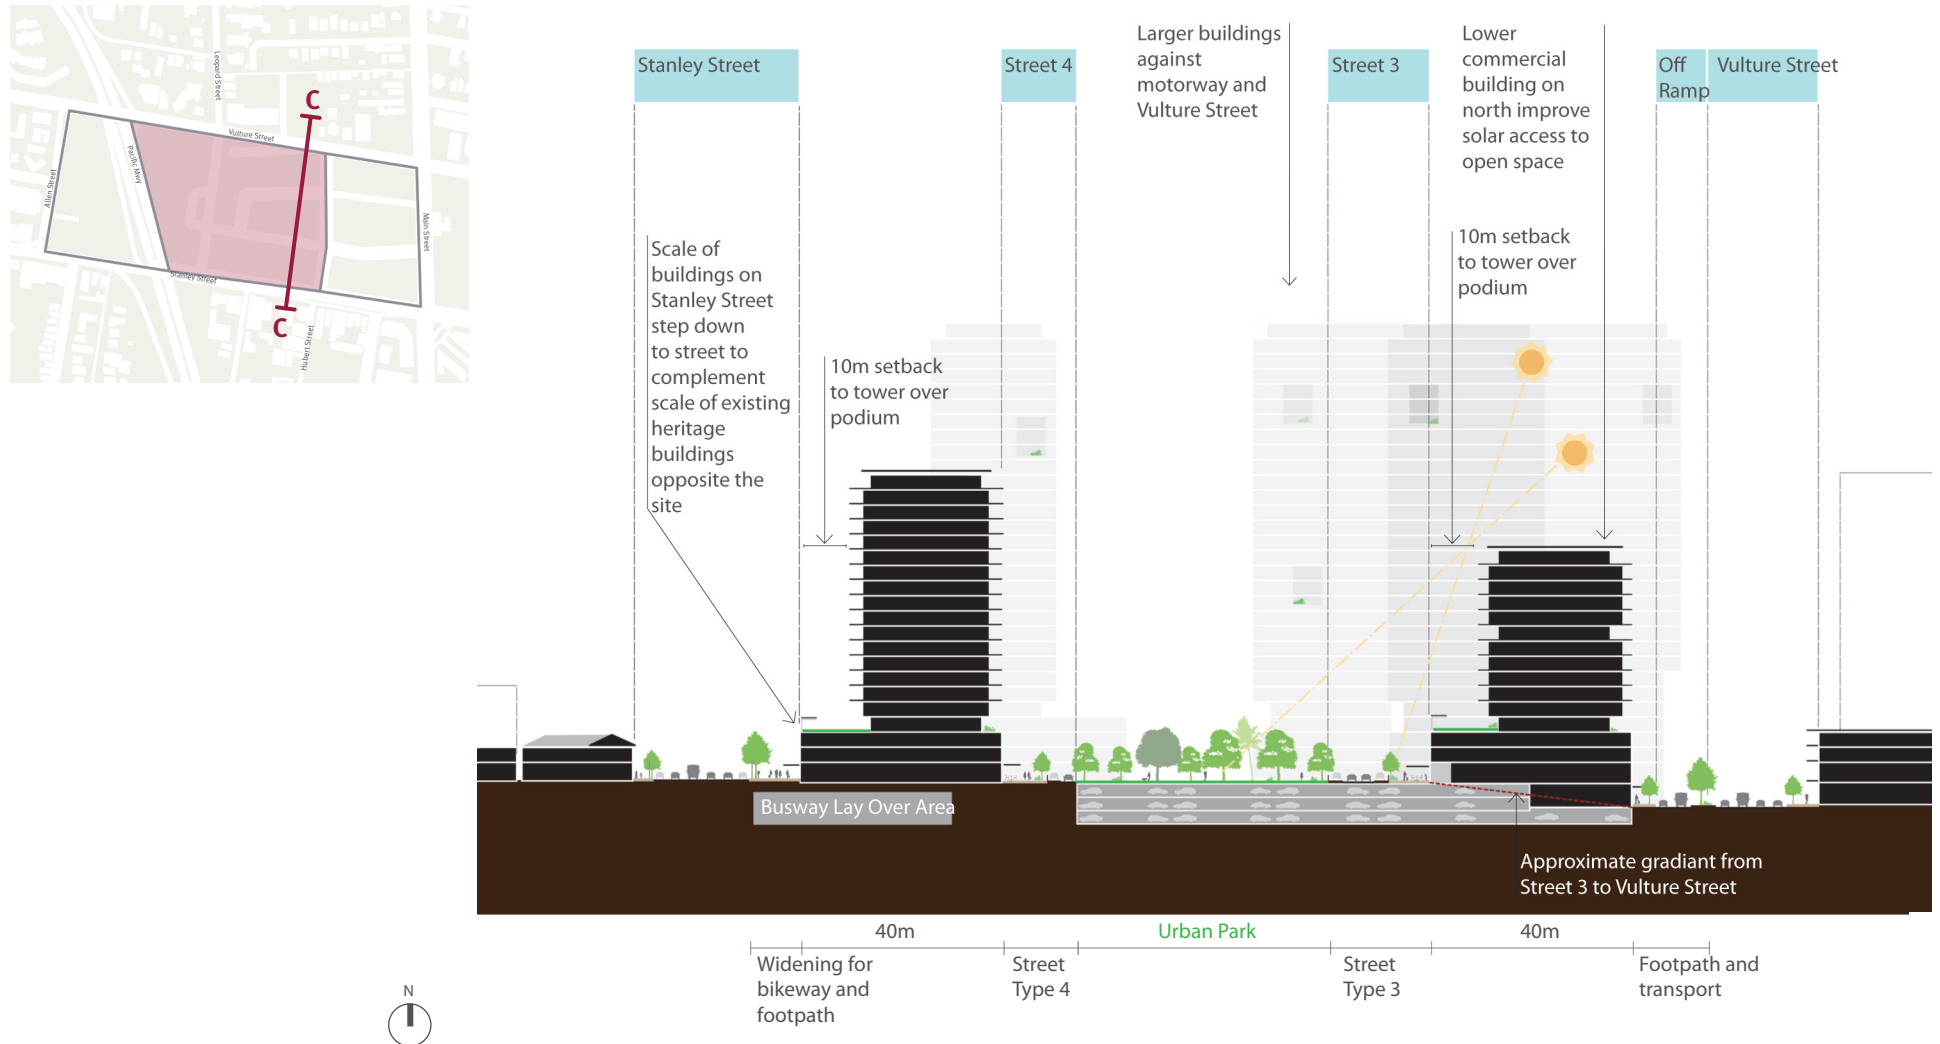 Leopard Street
C
Vulture Street
Pacific Mwy
Allen Street
Main Street
Stanley Street
C
Hubert Street
N
Stanley Street
Street 4
Larger buildings
against
motorway and
Vulture Street
Street 3
Lower
commercial
building on
north improve
solar access to
open space
Off
Ramp
Vulture Street
Scale of
buildings on
Stanley Street
step down
to street to
complement
scale of existing
heritage
buildings
opposite the
site
10m setback
to tower over
podium
10m setback
to tower over
podium
Busway Lay Over Area
Approximate gradiant from
Street 3 to Vulture Street
40m
Urban Park
40m
Widening for
bikeway and
footpath
Street
Type 4
Street
Type 3
Footpath and
transport